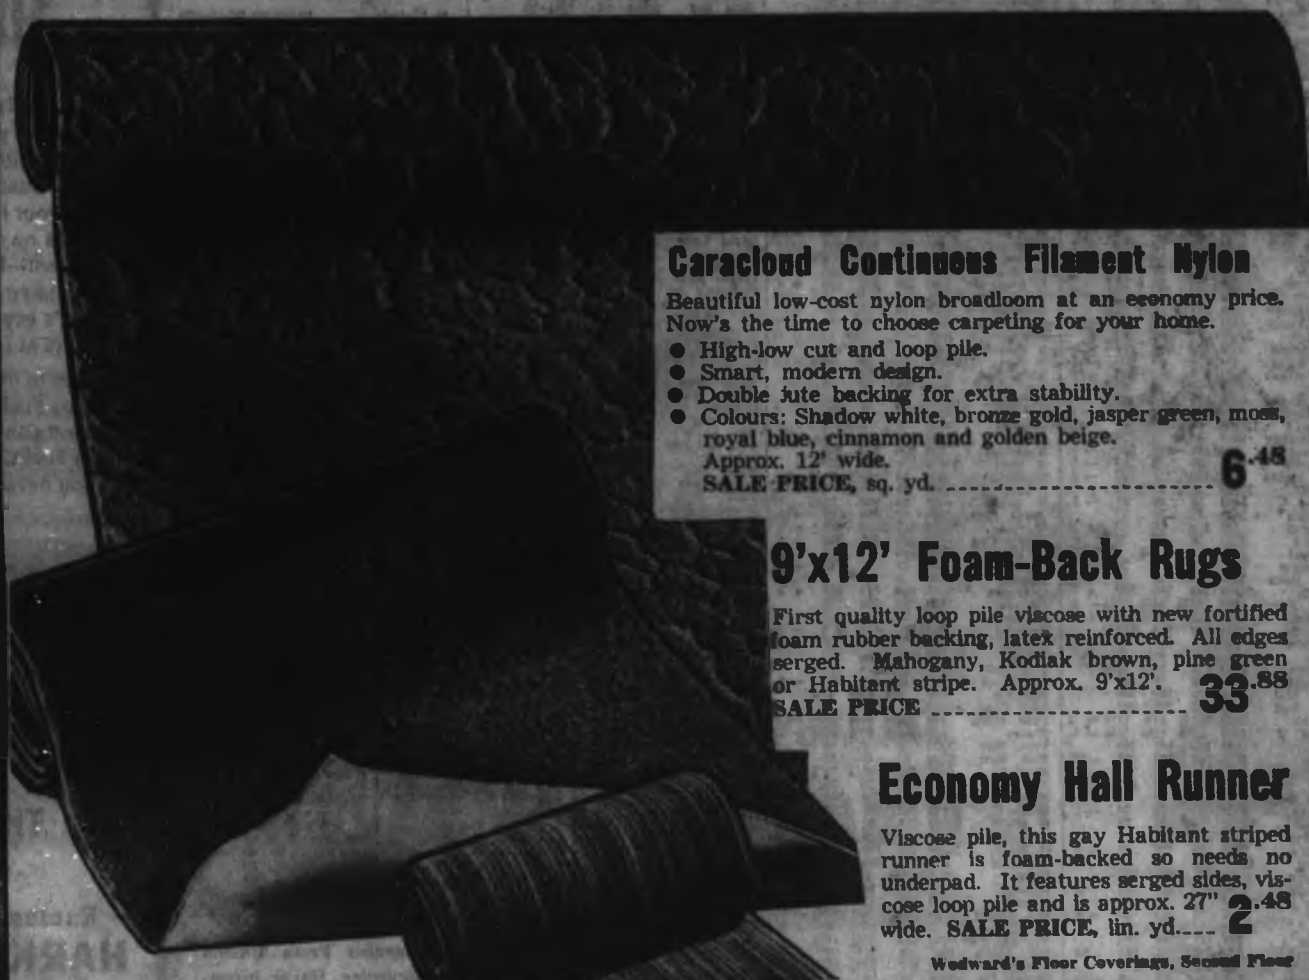 Caracloud Continuous Filament Nylon
Beautiful low-cost nylon broadloom at an economy price.
Now's the time to choose carpeting for your home.
● High-low cut and loop pile.
● Smart, modern design.
● Double jute backing for extra stability.
● Colours: Shadow white, bronze gold, jasper green, moss,
royal blue, cinnamon and golden beige.
Approx. 12' wide.
SALE PRICE, sq. yd. 6.48
9'x12' Foam-Back Rugs
First quality loop pile viscose with new fortified
foam rubber backing, latex reinforced. All edges
serged. Mahogany, Kodiak brown, pine green
or Habitant stripe. Approx. 9'x12'.
SALE PRICE 33.88
Economy Hall Runner
Viscose pile, this gay Habitant striped
runner is foam-backed so needs no
underpad. It features serged sides, vis-
cose loop pile and is approx. 27"
wide. SALE PRICE, lin. yd. 2.48
Wodward's Floor Coverings, Second Floor